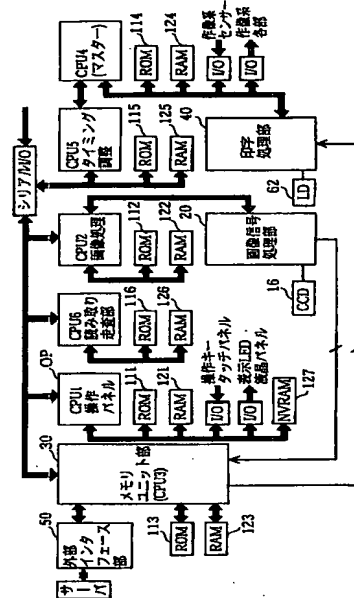 シリアルI/O
CPU4
(マスター)
CPU5
タイミング
調整
CPU2
画像処理
CPU6
読み取り
走査部
OP
CPU1
操作
パネル
30
メモリ
ユニット部
(CPU3)
50
外部
インタ
フェース
部
サーバ
ROM
113
RAM
123
ROM
111
RAM
121
I/O
操作キー
タッチパネル
I/O
表示LED
液晶パネル
NVRAM
127
ROM
116
RAM
126
ROM
112
RAM
122
20
画像信号
処理部
16
CCD
ROM
115
RAM
125
ROM
114
RAM
124
I/O
作像系
センサー
I/O
作像系
各部
40
印字
処理部
62
LD